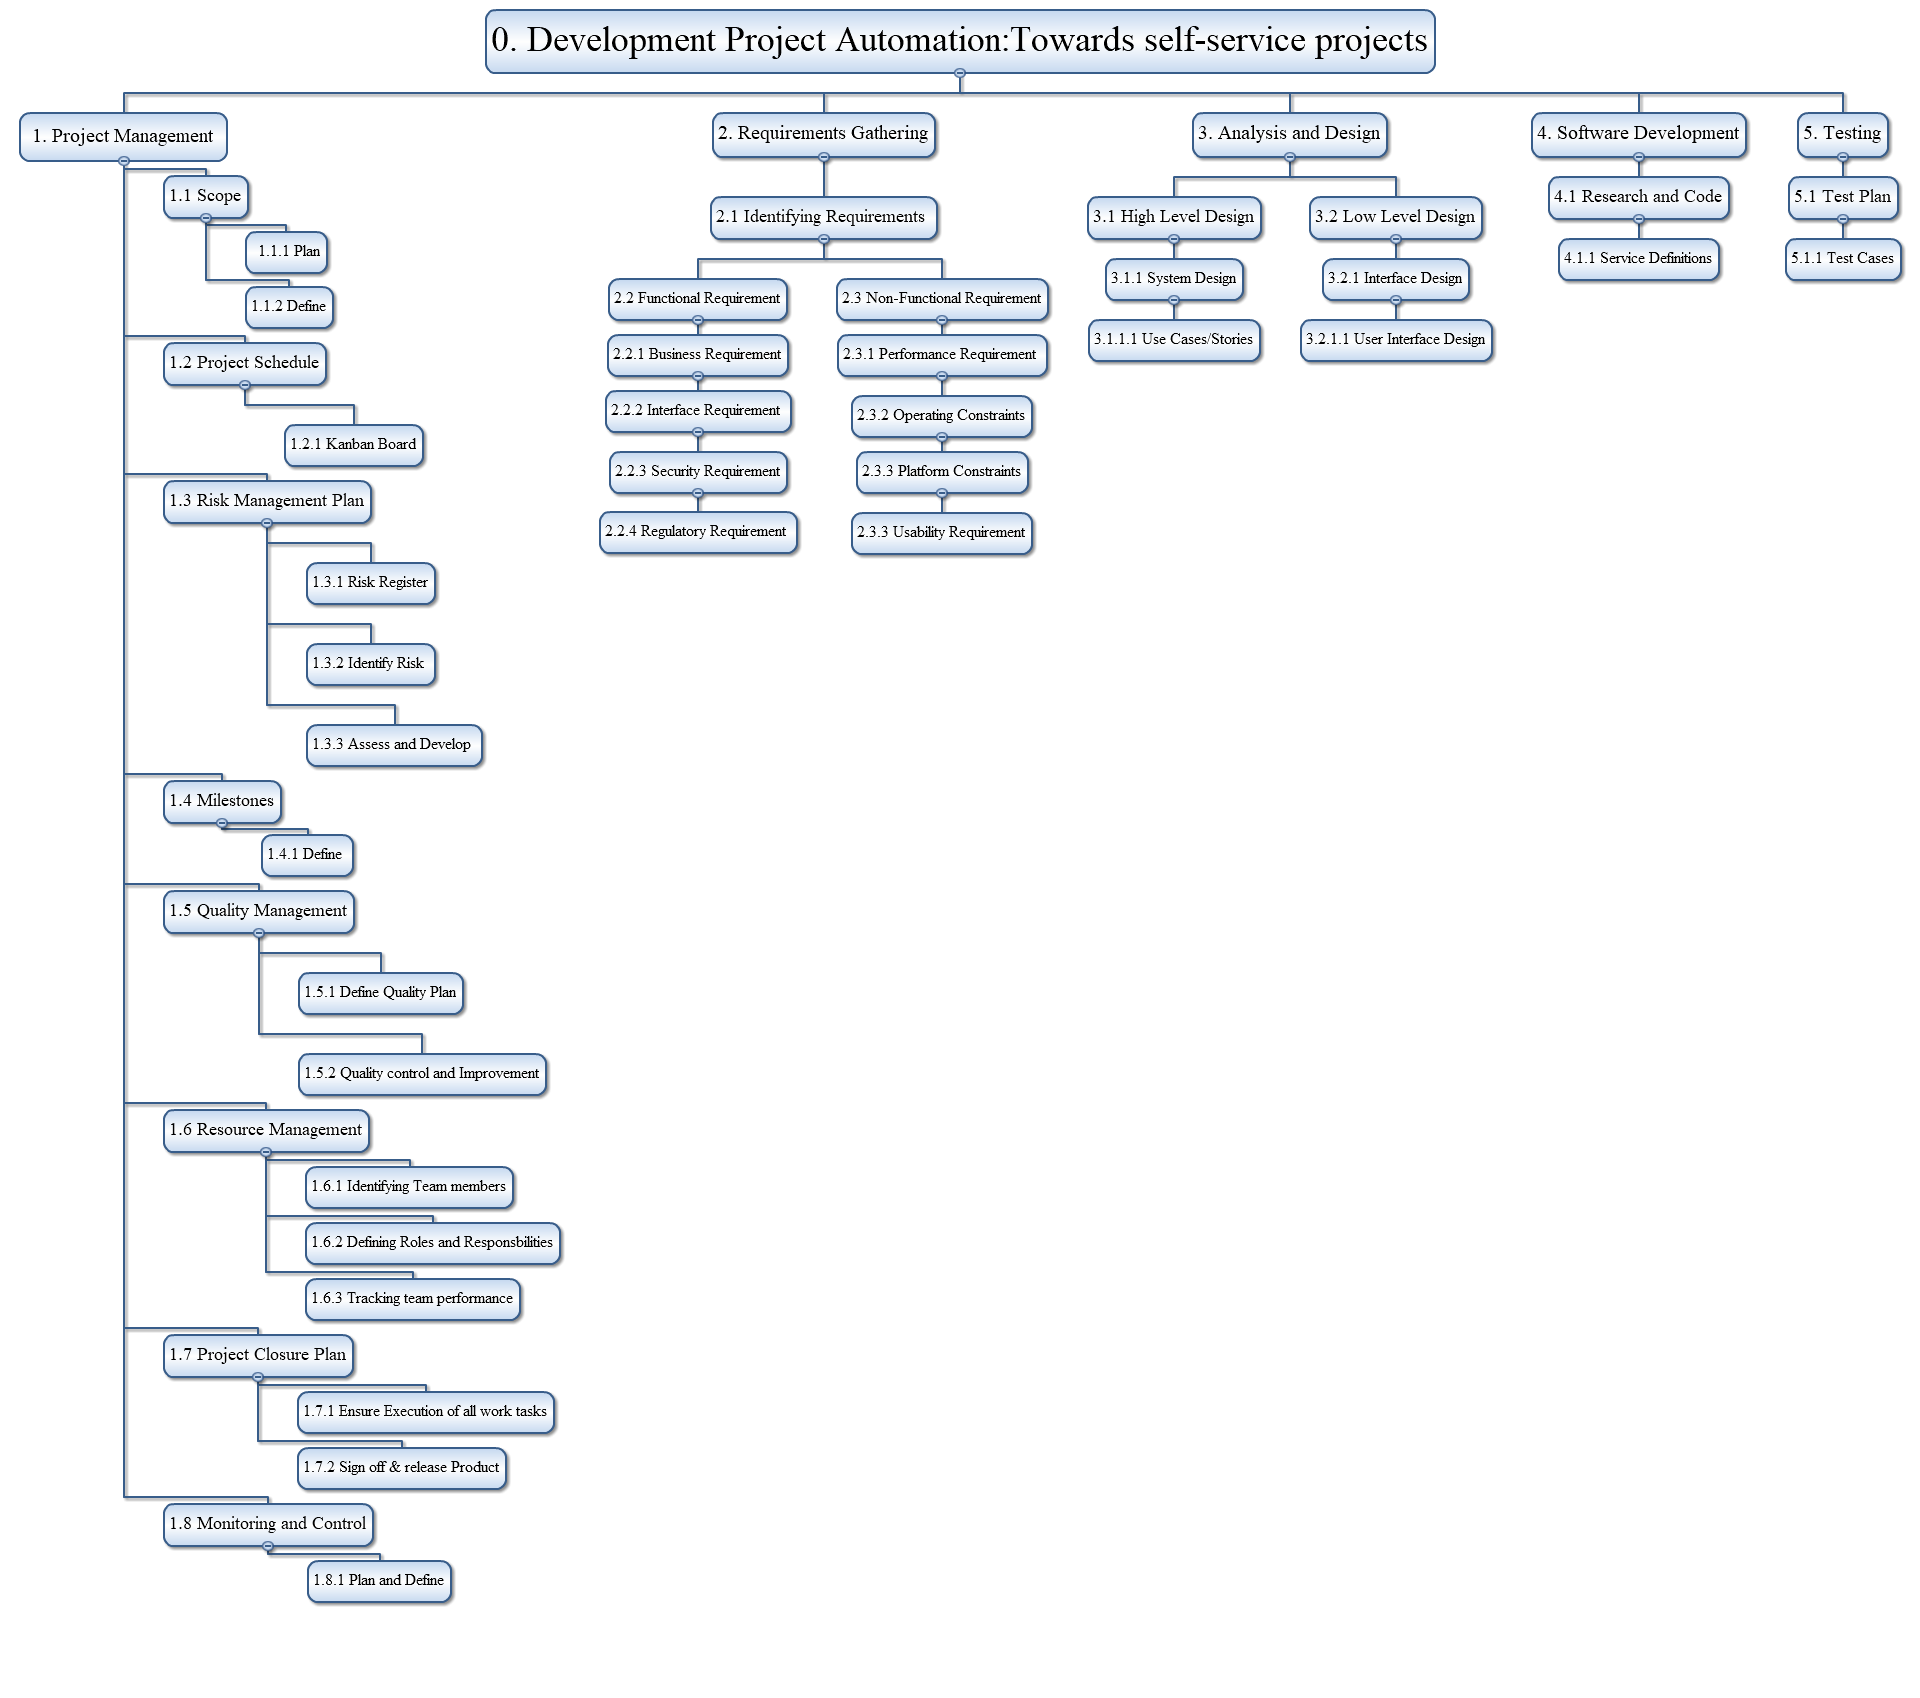 0. Development Project Automation:Towards self-service projects
1. Project Management
1.1 Scope
1.1.1 Plan
1.1.2 Define
1.2 Project Schedule
1.2.1 Kanban Board
1.3 Risk Management Plan
1.3.1 Risk Register
1.3.2 Identify Risk
1.3.3 Assess and Develop
1.4 Milestones
1.4.1 Define
1.5 Quality Management
1.5.1 Define Quality Plan
1.5.2 Quality control and Improvement
1.6 Resource Management
1.6.1 Identifying Team members
1.6.2 Defining Roles and Responsbilities
1.6.3 Tracking team performance
1.7 Project Closure Plan
1.7.1 Ensure Execution of all work tasks
1.7.2 Sign off & release Product
1.8 Monitoring and Control
1.8.1 Plan and Define
2. Requirements Gathering
2.1 Identifying Requirements
2.2 Functional Requirement
2.2.1 Business Requirement
2.2.2 Interface Requirement
2.2.3 Security Requirement
2.2.4 Regulatory Requirement
2.3 Non-Functional Requirement
2.3.1 Performance Requirement
2.3.2 Operating Constraints
2.3.3 Platform Constraints
2.3.3 Usability Requirement
3. Analysis and Design
3.1 High Level Design
3.1.1 System Design
3.1.1.1 Use Cases/Stories
3.2 Low Level Design
3.2.1 Interface Design
3.2.1.1 User Interface Design
4. Software Development
4.1 Research and Code
4.1.1 Service Definitions
5. Testing
5.1 Test Plan
5.1.1 Test Cases